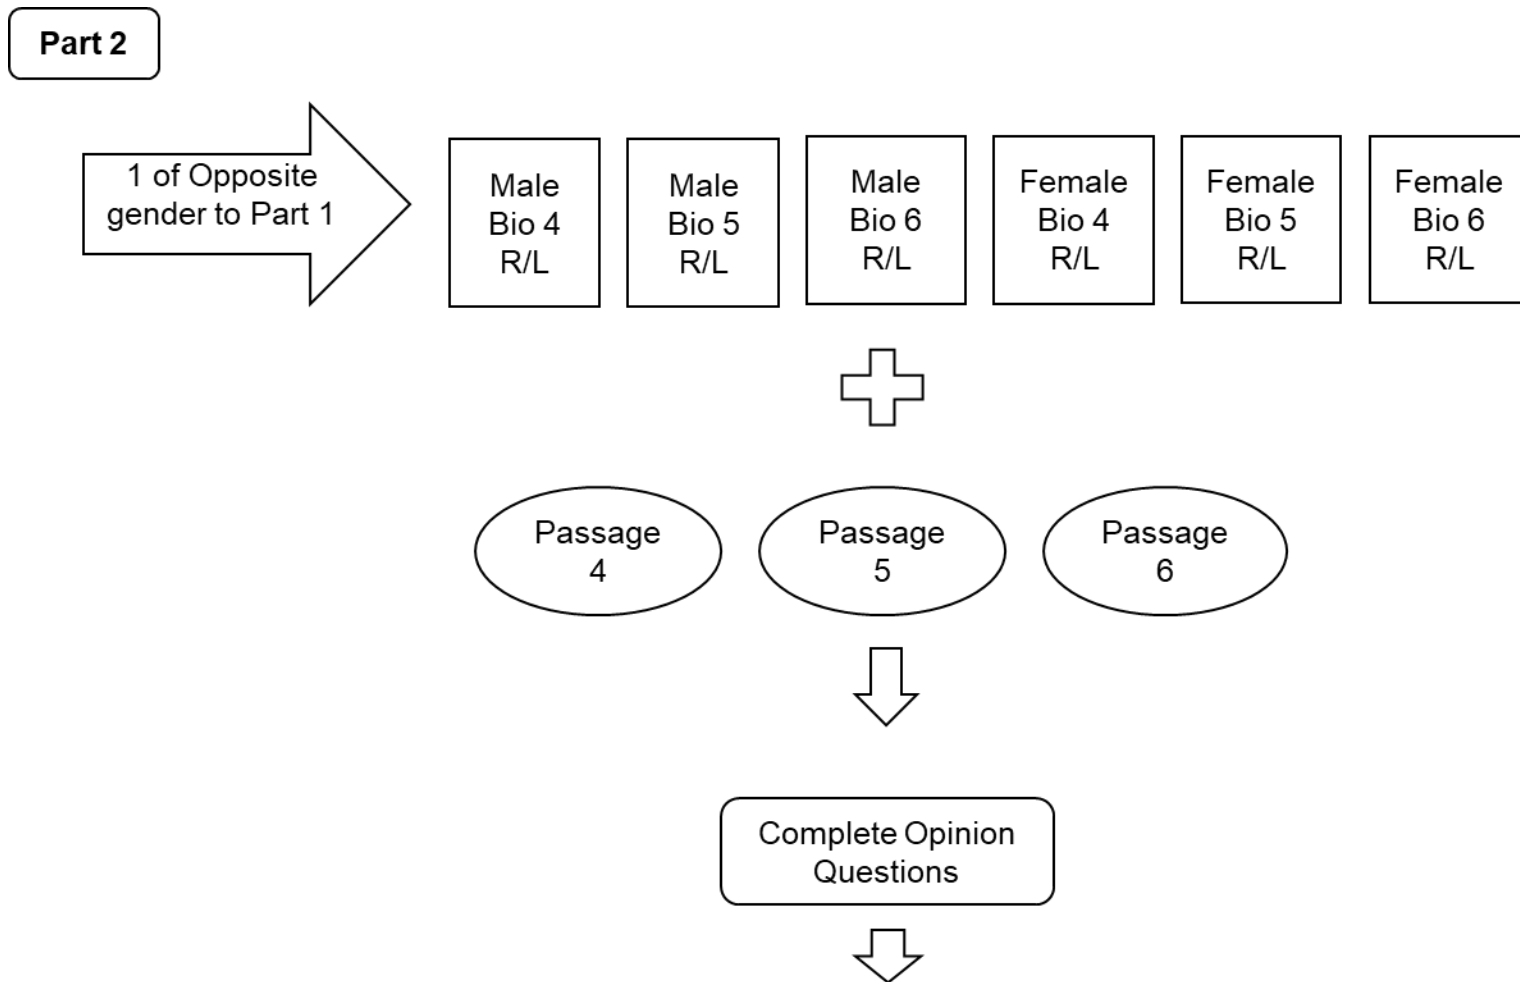 Part 2
1 of Opposite
gender to Part 1
Male
Bio 4
R/L
Male
Bio 5
R/L
Male
Bio 6
R/L
Female
Bio 4
R/L
Female
Bio 5
R/L
Female
Bio 6
R/L
Passage
4
Passage
5
Passage
6
Complete Opinion
Questions